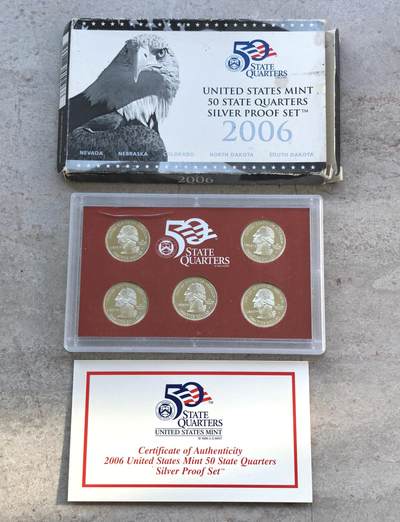 50
STATE
QUARTERS
UNITED STATES MINT
50 STATE QUARTERS
SILVER PROOF SET™
2006
NEVADA NEBRASKA COLORADO NORTH DAKOTA SOUTH DAKOTA
2006
50
STATE
QUARTERS
50
STATE
QUARTERS
UNITED STATES MINT
Certificate of Authenticity
2006 United States Mint 50 State Quarters
Silver Proof Set™